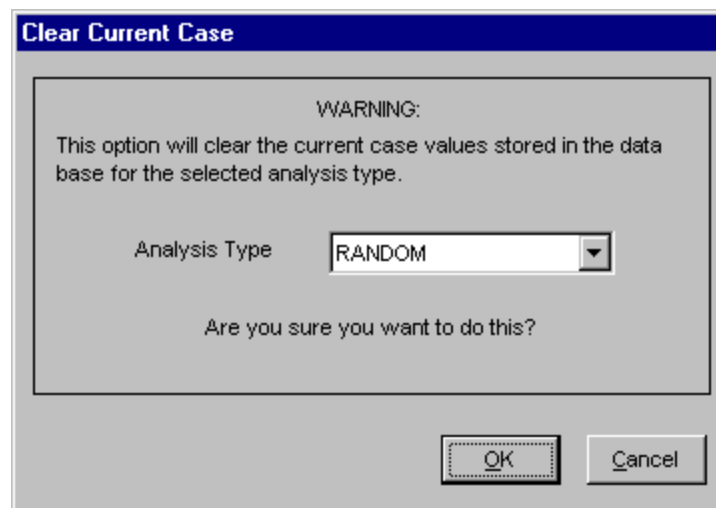 Clear Current Case
WARNING:
This option will clear the current case values stored in the data
base for the selected analysis type.
Analysis Type RANDOM
Are you sure you want to do this?
OK Cancel